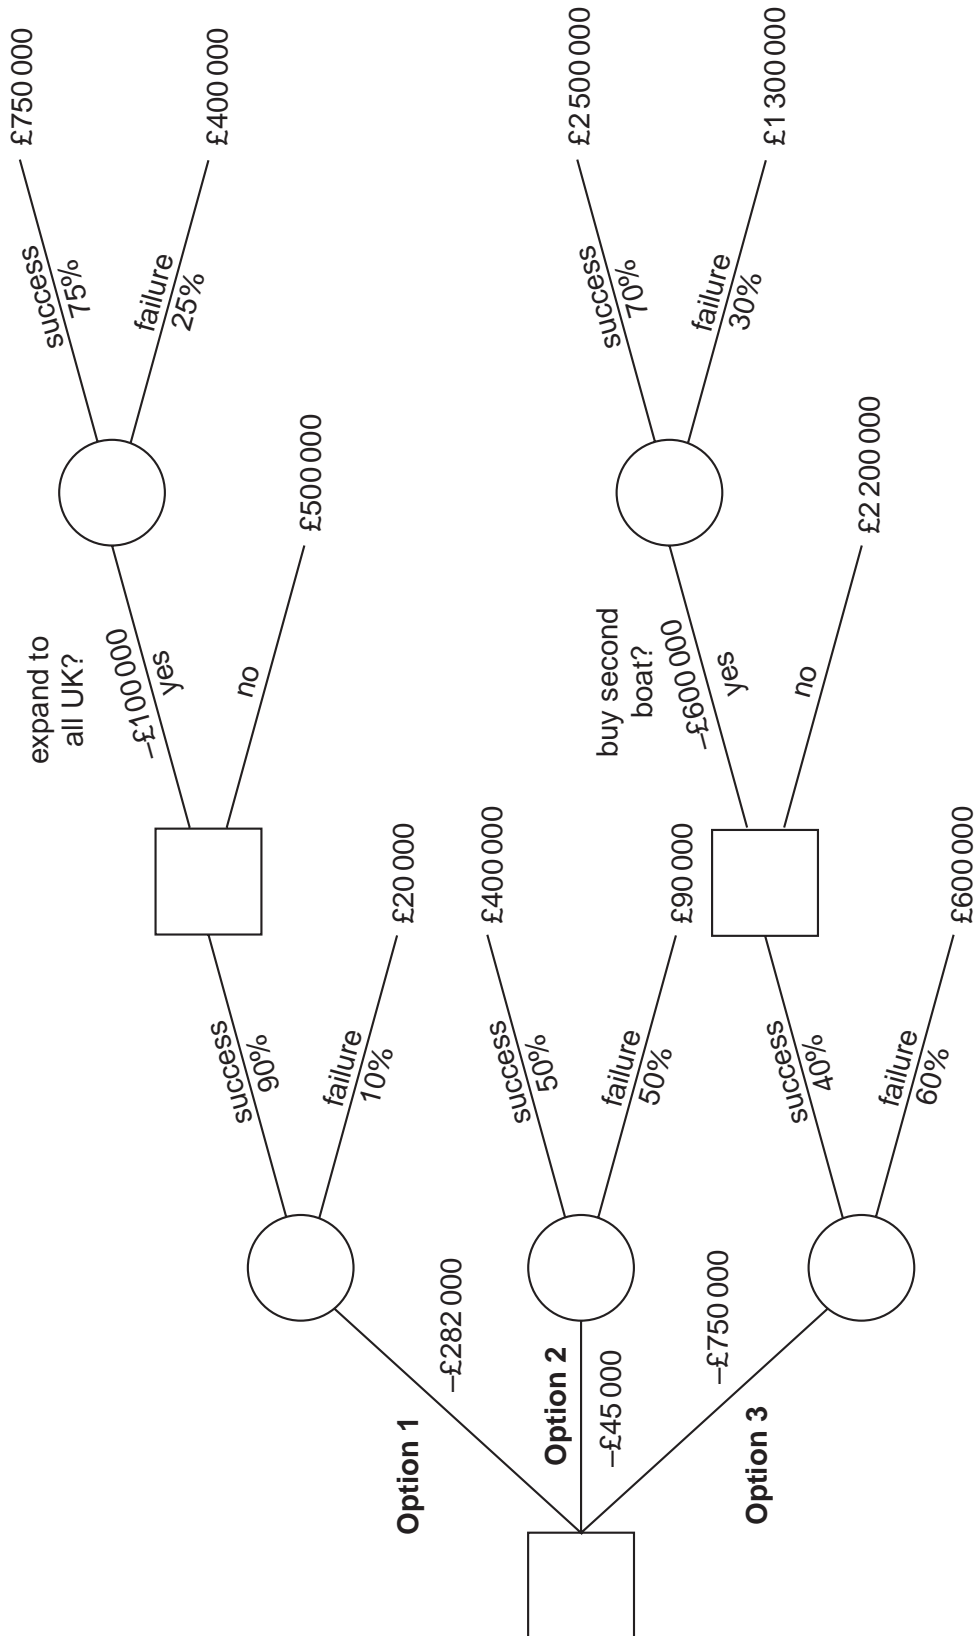 expand to
all UK?
success
75%
£750 000
–£100 000
yes
failure
25%
£400 000
success
90%
no
£500 000
failure
10%
£20 000
Option 1
–£282 000
success
50%
£400 000
Option 2
–£45 000
failure
50%
£90 000
buy second
boat?
success
70%
£2 500 000
–£600 000
yes
failure
30%
£1 300 000
Option 3
–£750 000
success
40%
no
£2 200 000
failure
60%
£600 000